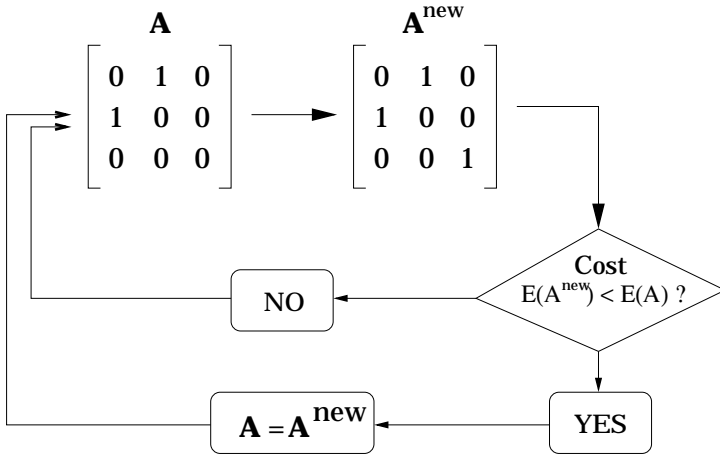 A A^new
0 1 0 0 1 0
1 0 0 1 0 0
0 0 0 0 0 1
Cost
E(A^new) < E(A) ?
NO
YES
A = A^new